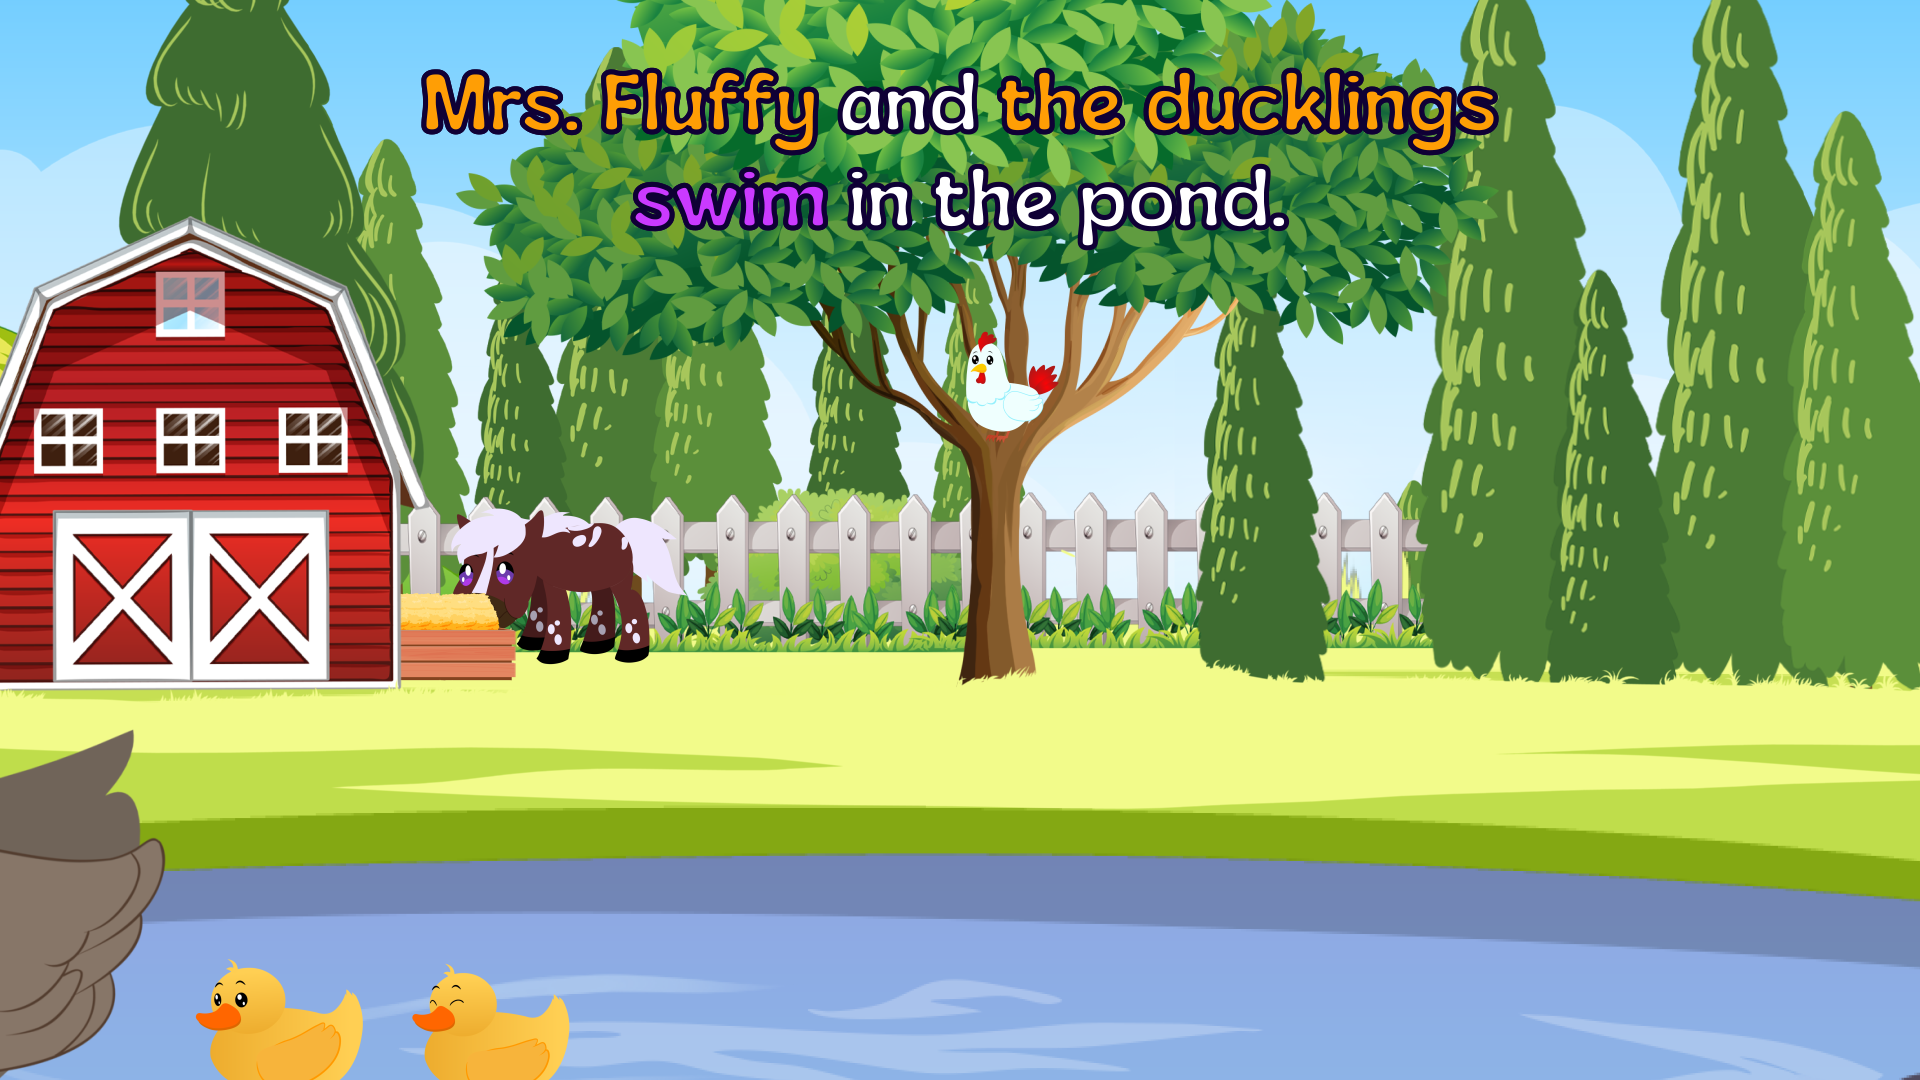 Mrs. Fluffy and the ducklings
swim in the pond.